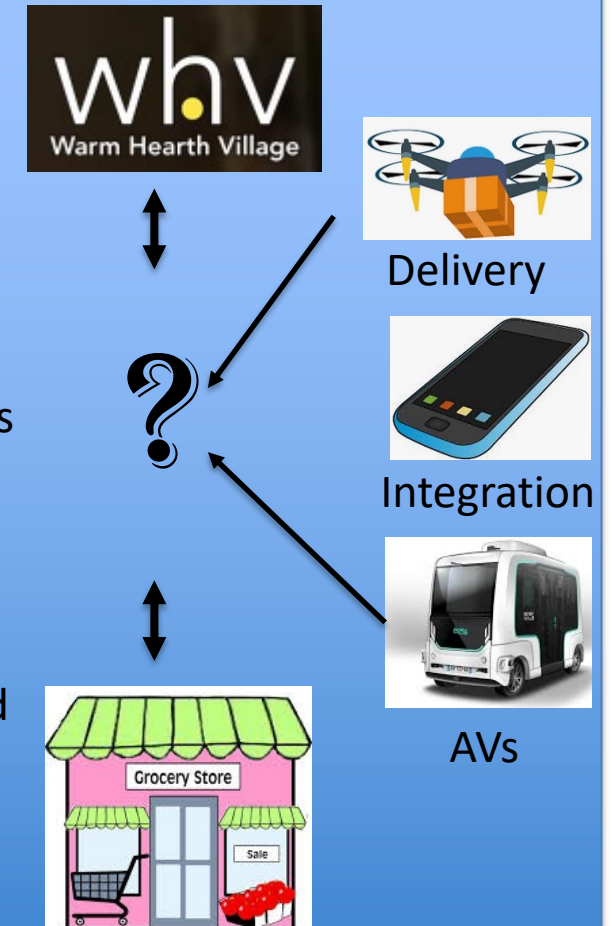 whv
Warm Hearth Village
Delivery
?
s
Integration
d
AVs
Grocery Store
Sale